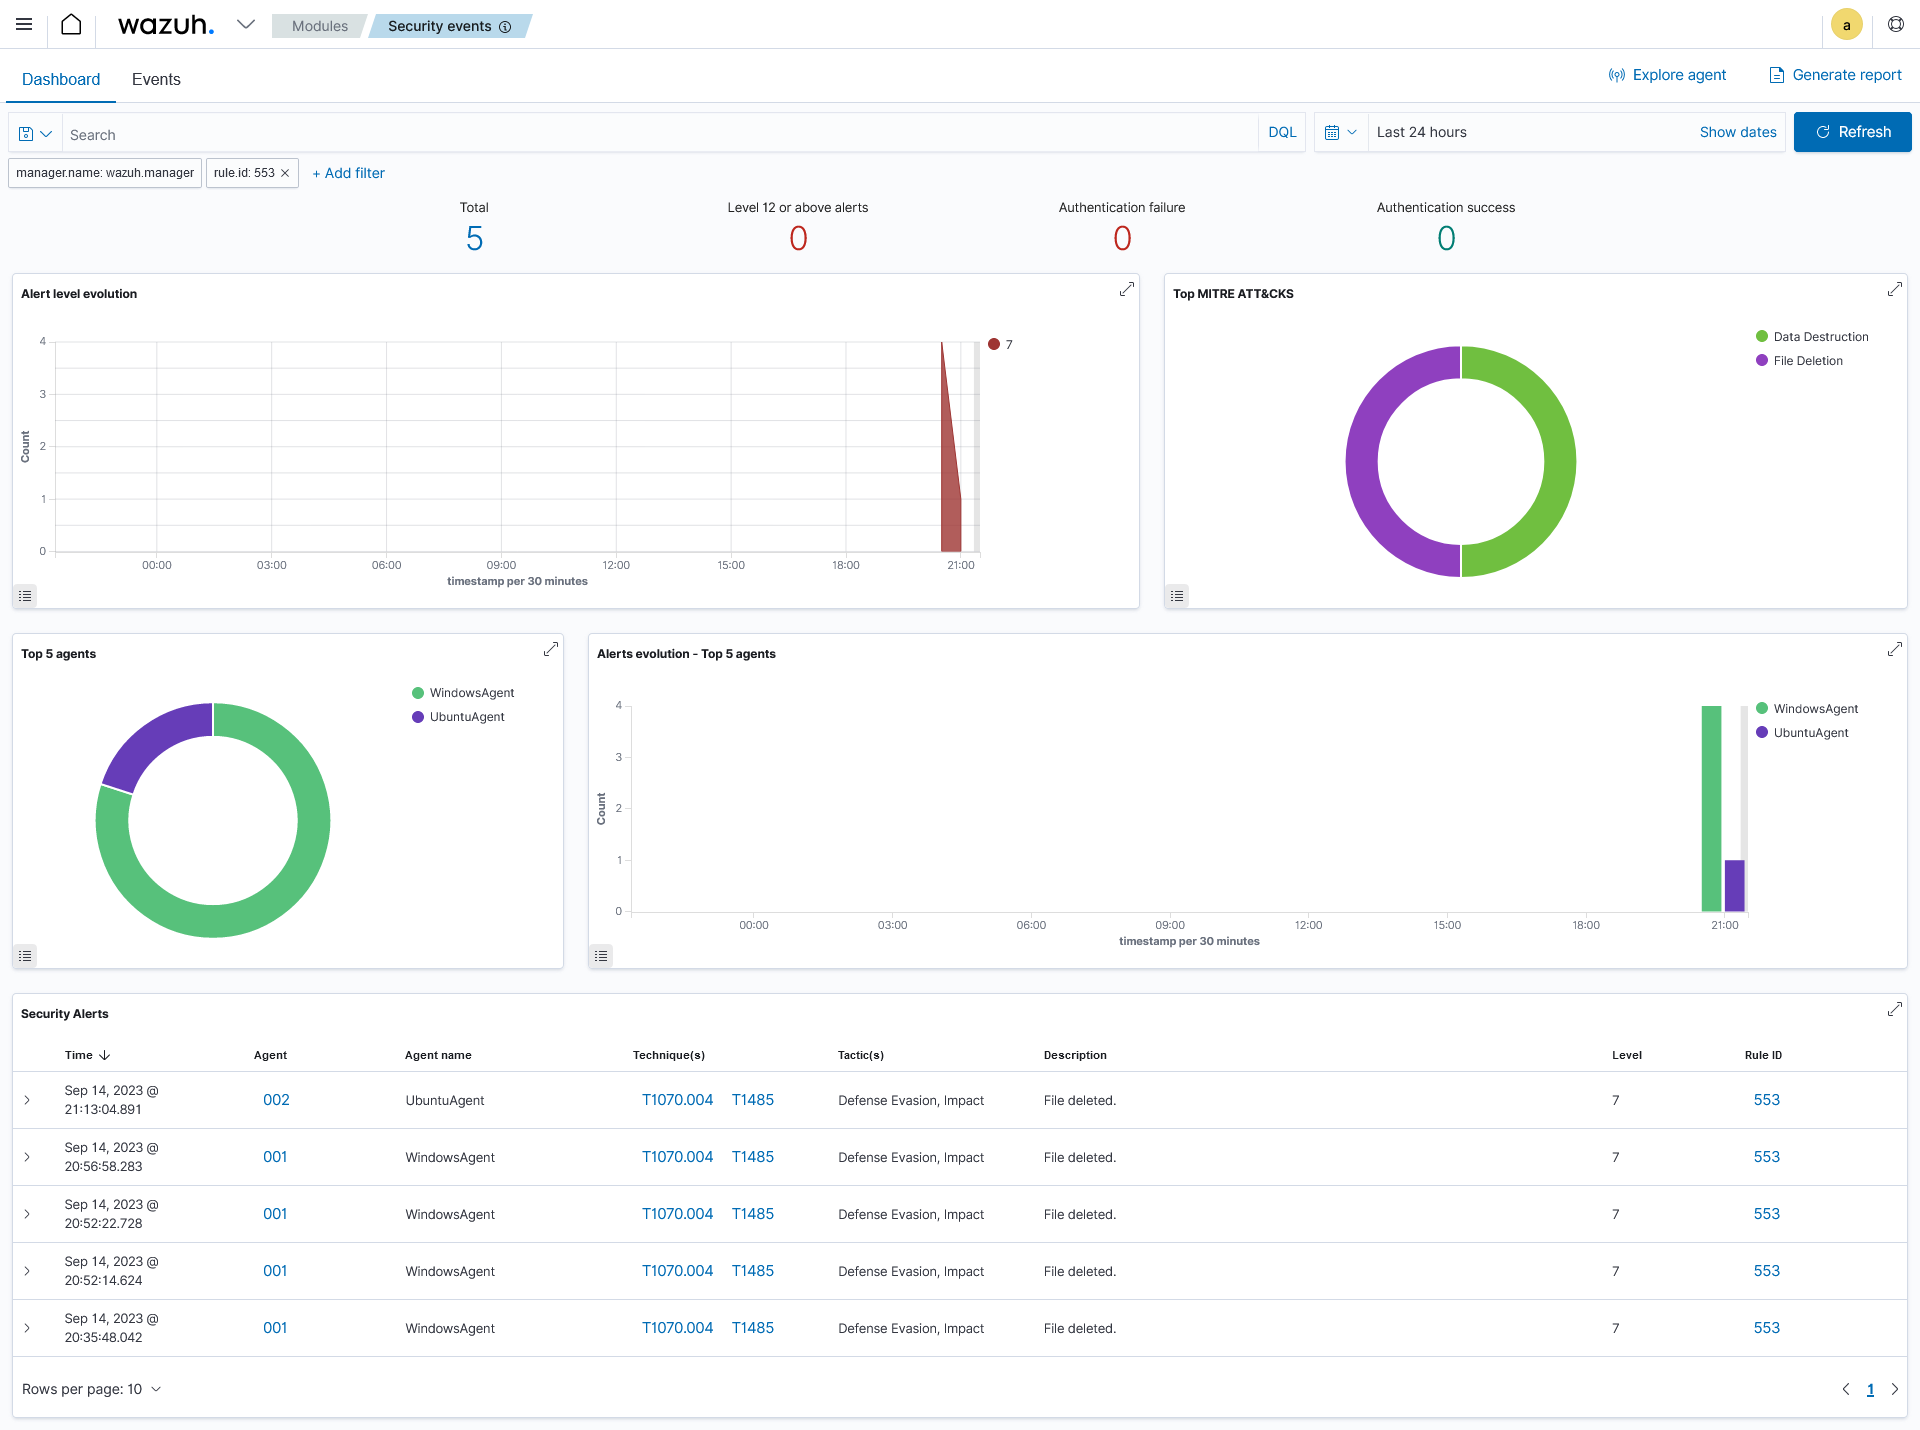 wazuh.
Modules
Security events
a
Dashboard
Events
Explore agent
Generate report
Search
DQL
Last 24 hours
Show dates
Refresh
manager.name: wazuh.manager
rule.id: 553
+ Add filter
Total
5
Level 12 or above alerts
0
Authentication failure
0
Authentication success
0
Alert level evolution
4
3
2
1
0
Count
00:00
03:00
06:00
09:00
12:00
15:00
18:00
21:00
timestamp per 30 minutes
7
Top MITRE ATT&CKS
Data Destruction
File Deletion
Top 5 agents
WindowsAgent
UbuntuAgent
Alerts evolution - Top 5 agents
4
3
2
1
0
Count
00:00
03:00
06:00
09:00
12:00
15:00
18:00
21:00
timestamp per 30 minutes
WindowsAgent
UbuntuAgent
Security Alerts
Time Agent Agent name Technique(s) Tactic(s) Description Level Rule ID
Sep 14, 2023 @
21:13:04.891
002 UbuntuAgent T1070.004 T1485 Defense Evasion, Impact File deleted. 7 553
Sep 14, 2023 @
20:56:58.283
001 WindowsAgent T1070.004 T1485 Defense Evasion, Impact File deleted. 7 553
Sep 14, 2023 @
20:52:22.728
001 WindowsAgent T1070.004 T1485 Defense Evasion, Impact File deleted. 7 553
Sep 14, 2023 @
20:52:14.624
001 WindowsAgent T1070.004 T1485 Defense Evasion, Impact File deleted. 7 553
Sep 14, 2023 @
20:35:48.042
001 WindowsAgent T1070.004 T1485 Defense Evasion, Impact File deleted. 7 553
Rows per page: 10
1